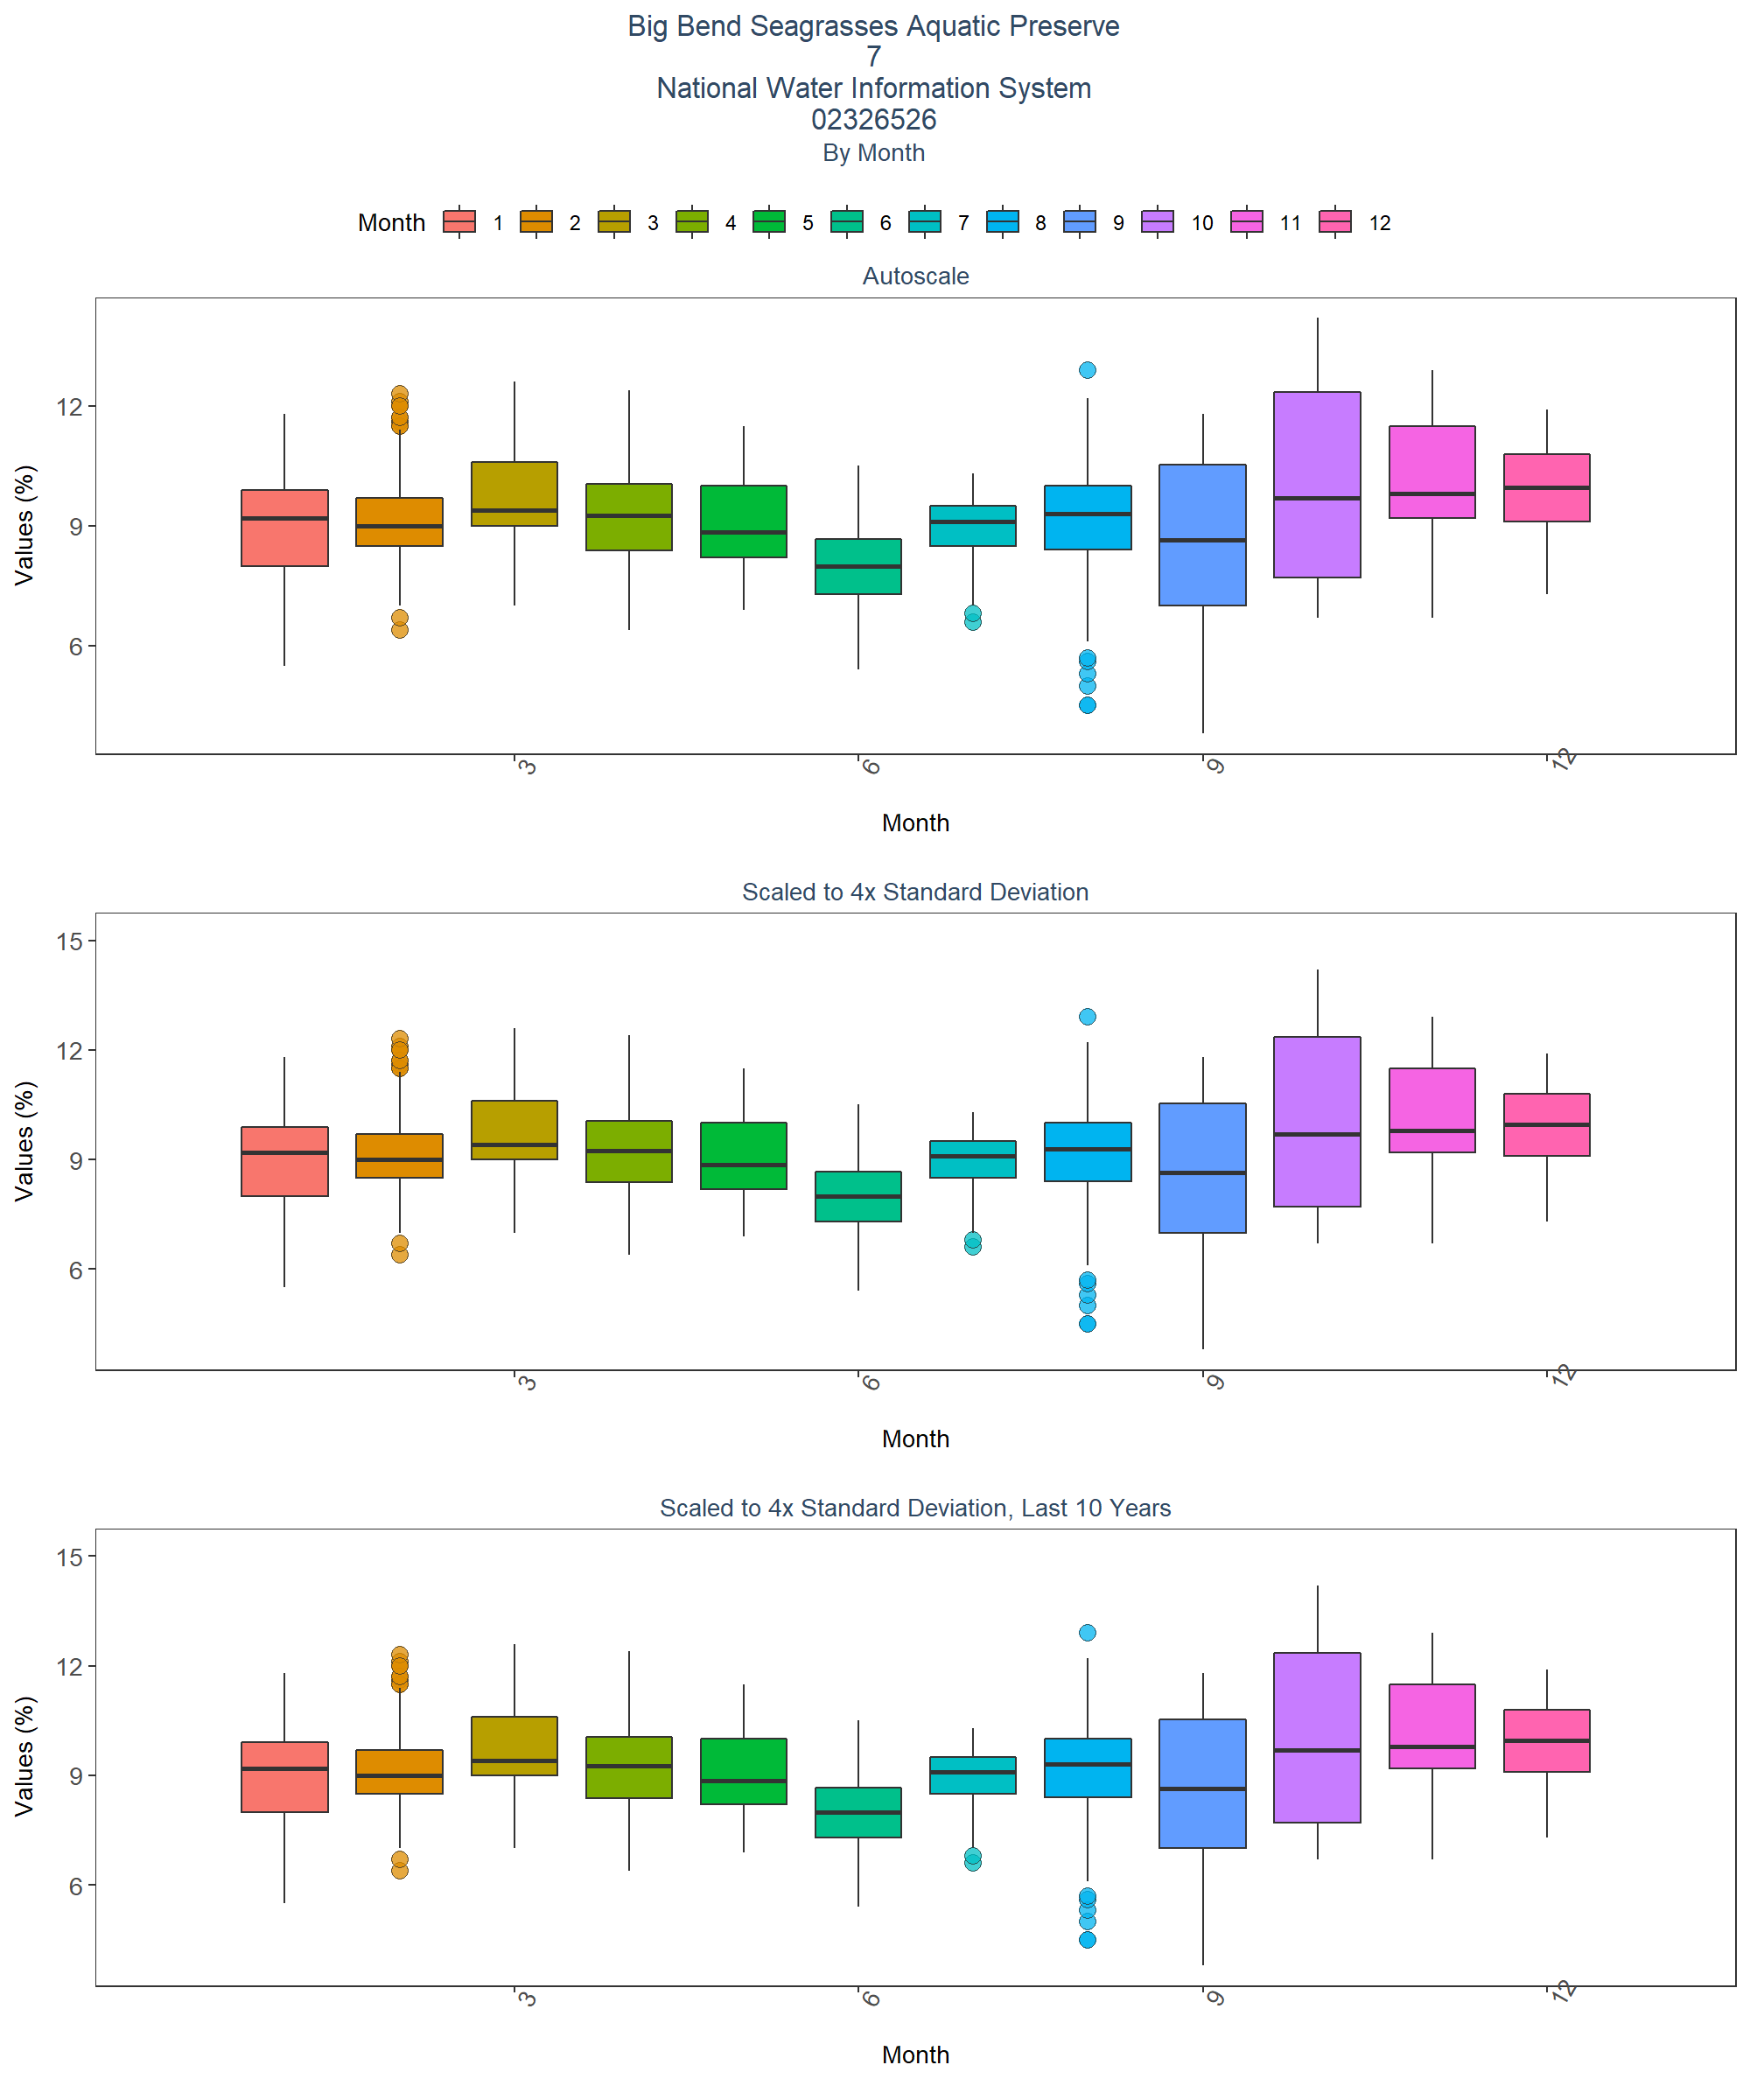 Big Bend Seagrasses Aquatic Preserve
7
National Water Information System
02326526
By Month
Month 1 2 3 4 5 6 7 8 9 10 11 12
Autoscale
Values (%)
12
9
6
3 6 9 12
Month
Scaled to 4x Standard Deviation
Values (%)
15
12
9
6
3 6 9 12
Month
Scaled to 4x Standard Deviation, Last 10 Years
Values (%)
15
12
9
6
3 6 9 12
Month